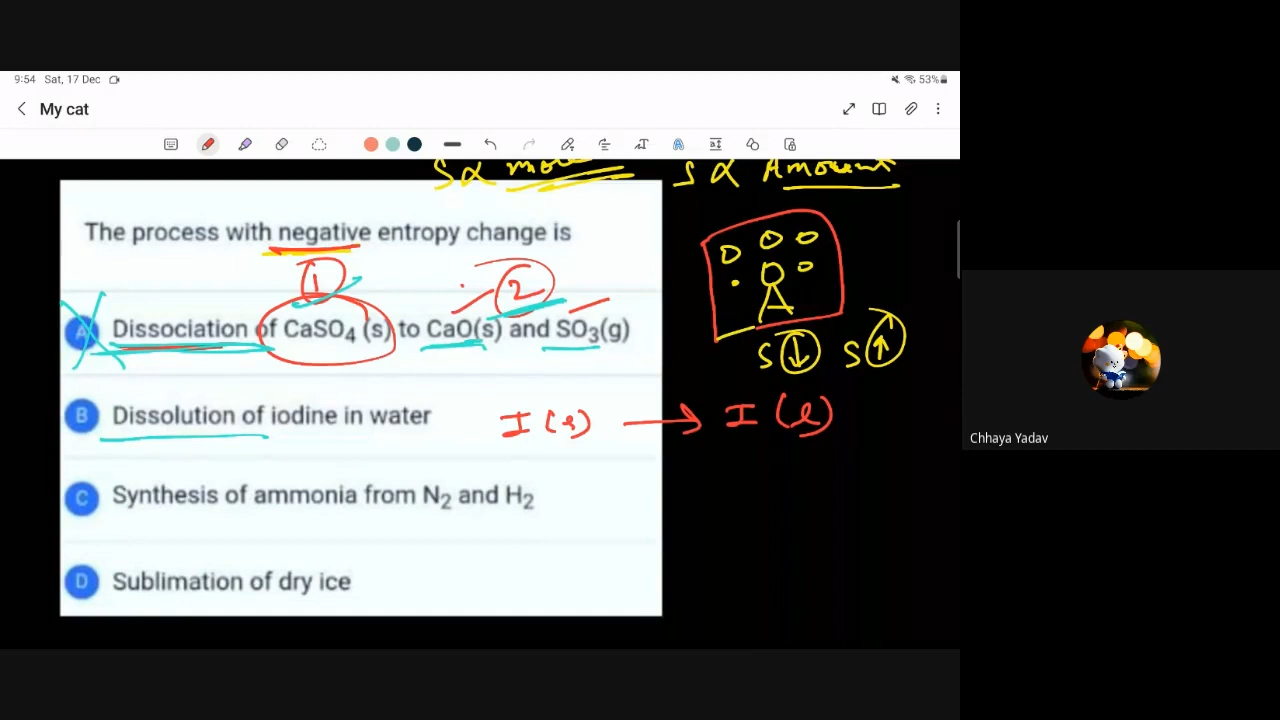 9:54 Sat, 17 Dec
53%
My cat
S α S α Amount
The process with negative entropy change is
1
2
A Dissociation of CaSO₄ (s) to CaO(s) and SO₃(g)
S ↓ S ↑
B Dissolution of iodine in water
I (s) → I (l)
C Synthesis of ammonia from N₂ and H₂
D Sublimation of dry ice
Chhaya Yadav